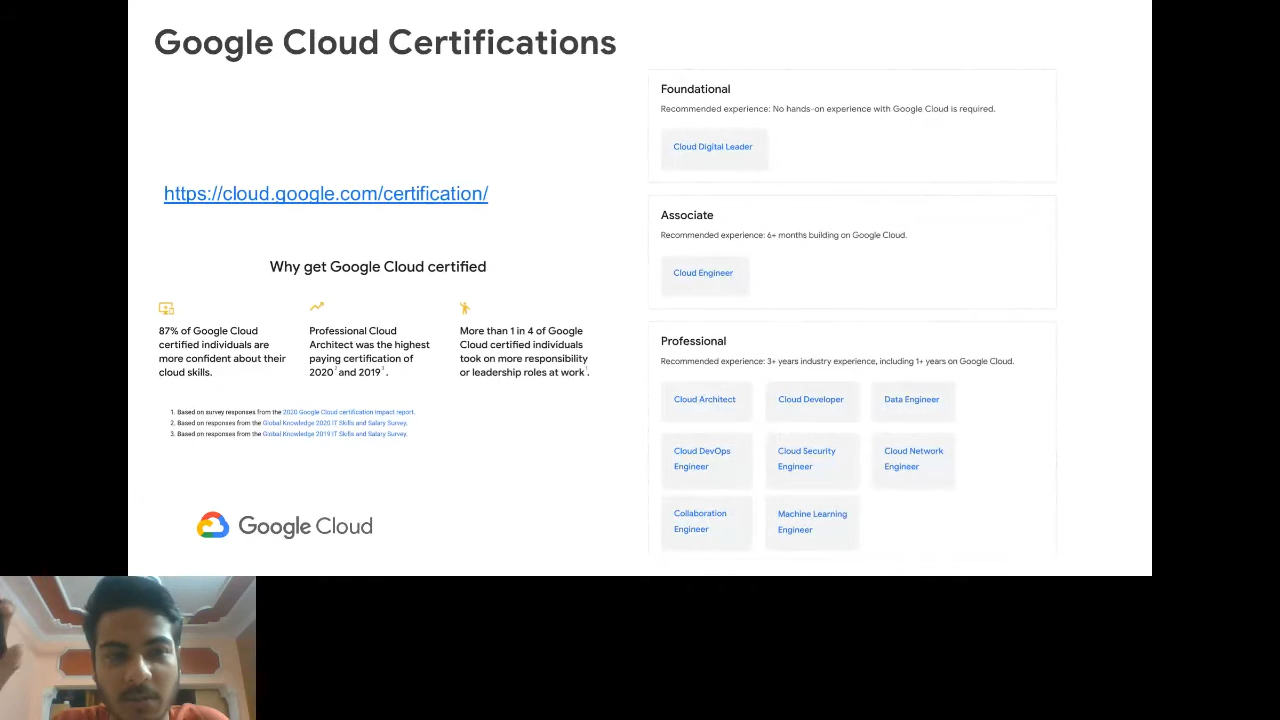 Google Cloud Certifications
https://cloud.google.com/certification/
Why get Google Cloud certified
87% of Google Cloud
certified individuals are
more confident about their
cloud skills.
Professional Cloud
Architect was the highest
paying certification of
2020 2 and 2019 3 .
More than 1 in 4 of Google
Cloud certified individuals
took on more responsibility
or leadership roles at work 1 .
1. Based on survey responses from the 2020 Google Cloud certification impact report.
2. Based on responses from the Global Knowledge 2020 IT Skills and Salary Survey.
3. Based on responses from the Global Knowledge 2019 IT Skills and Salary Survey.
Google Cloud
Foundational
Recommended experience: No hands-on experience with Google Cloud is required.
Cloud Digital Leader
Associate
Recommended experience: 6+ months building on Google Cloud.
Cloud Engineer
Professional
Recommended experience: 3+ years industry experience, including 1+ years on Google Cloud.
Cloud Architect
Cloud Developer
Data Engineer
Cloud DevOps
Engineer
Cloud Security
Engineer
Cloud Network
Engineer
Collaboration
Engineer
Machine Learning
Engineer